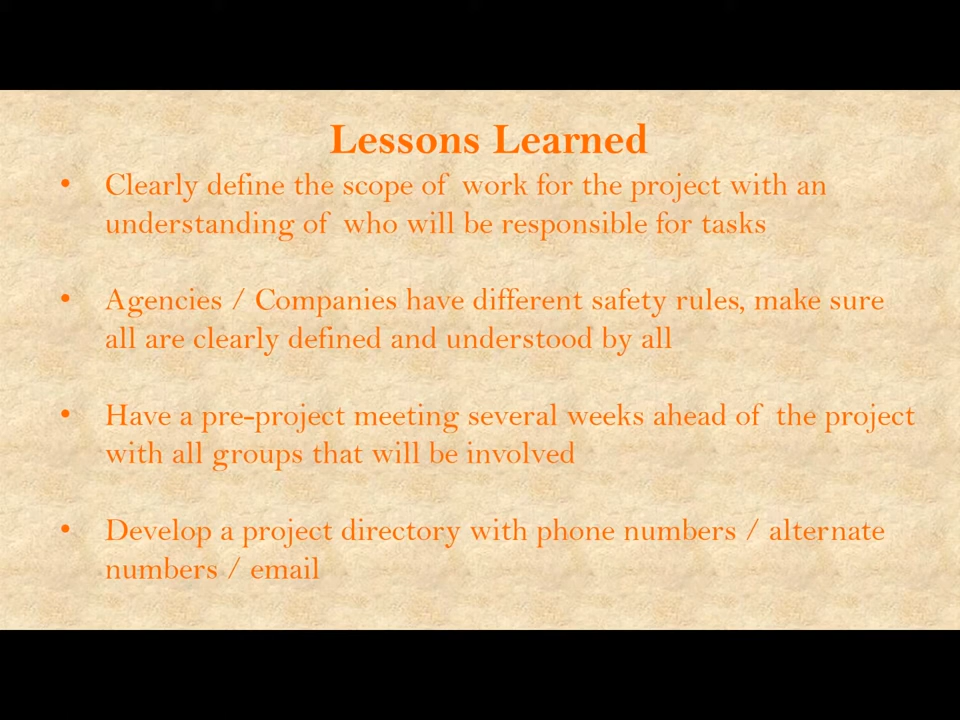 Lessons Learned
• Clearly define the scope of work for the project with an
understanding of who will be responsible for tasks
• Agencies / Companies have different safety rules, make sure
all are clearly defined and understood by all
• Have a pre-project meeting several weeks ahead of the project
with all groups that will be involved
• Develop a project directory with phone numbers / alternate
numbers / email